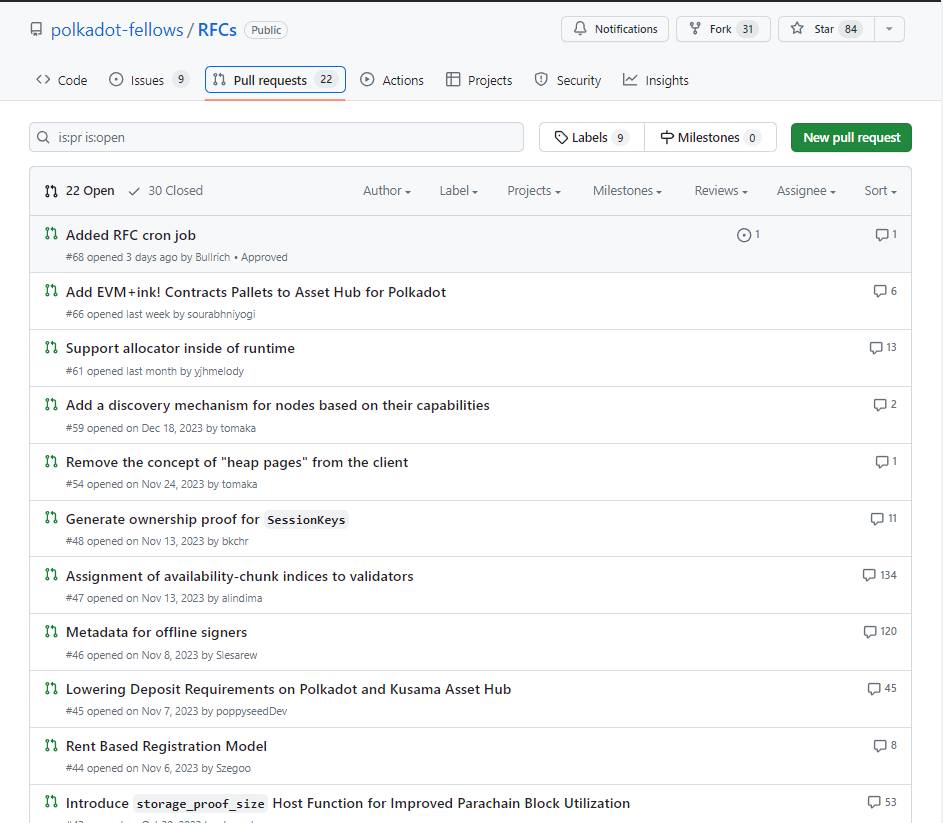 polkadot-fellows / RFCs Public Notifications Fork 31 Star 84
Code Issues 9 Pull requests 22 Actions Projects Security Insights
is:pr is:open Labels 9 Milestones 0 New pull request
22 Open 30 Closed Author Label Projects Milestones Reviews Assignee Sort
Added RFC cron job 1 1
#68 opened 3 days ago by Bullrich • Approved
Add EVM+ink! Contracts Pallets to Asset Hub for Polkadot 6
#66 opened last week by sourabhniyogi
Support allocator inside of runtime 13
#61 opened last month by yjhmelody
Add a discovery mechanism for nodes based on their capabilities 2
#59 opened on Dec 18, 2023 by tomaka
Remove the concept of "heap pages" from the client 1
#54 opened on Nov 24, 2023 by tomaka
Generate ownership proof for SessionKeys 11
#48 opened on Nov 13, 2023 by bkchr
Assignment of availability-chunk indices to validators 134
#47 opened on Nov 13, 2023 by alindima
Metadata for offline signers 120
#46 opened on Nov 8, 2023 by Slesarew
Lowering Deposit Requirements on Polkadot and Kusama Asset Hub 45
#45 opened on Nov 7, 2023 by poppyseedDev
Rent Based Registration Model 8
#44 opened on Nov 6, 2023 by Szegoo
Introduce storage_proof_size Host Function for Improved Parachain Block Utilization 53